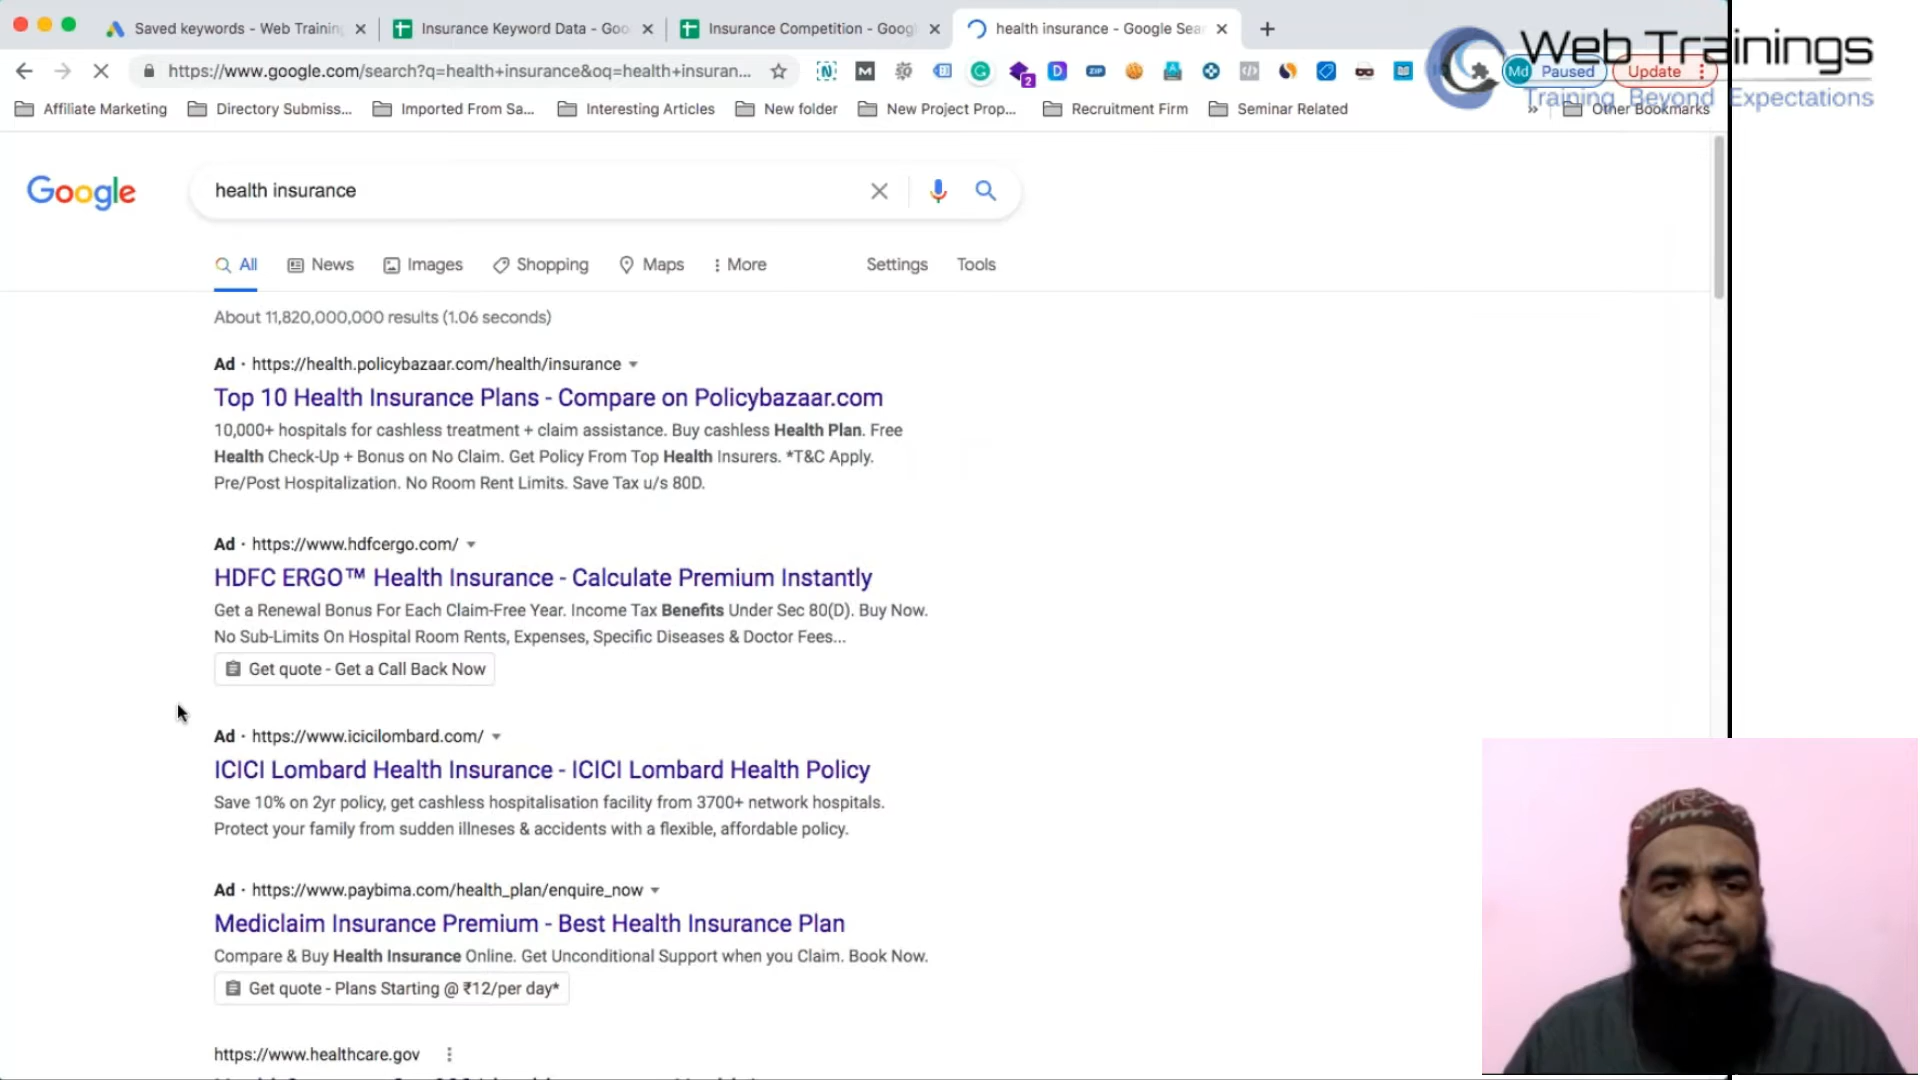 Saved keywords - Web Training
Insurance Keyword Data - Goo
Insurance Competition - Googl
health insurance - Google Sea
Web Trainings
https://www.google.com/search?q=health+insurance&oq=health+insuran...
2
ZIP
Md
Paused
Update
Training Beyond Expectations
Affiliate Marketing
Directory Submiss...
Imported From Sa...
Interesting Articles
New folder
New Project Prop...
Recruitment Firm
Seminar Related
»
Other Bookmarks
Google
health insurance
All
News
Images
Shopping
Maps
More
Settings
Tools
About 11,820,000,000 results (1.06 seconds)
Ad · https://health.policybazaar.com/health/insurance
Top 10 Health Insurance Plans - Compare on Policybazaar.com
10,000+ hospitals for cashless treatment + claim assistance. Buy cashless Health Plan. Free
Health Check-Up + Bonus on No Claim. Get Policy From Top Health Insurers. *T&C Apply.
Pre/Post Hospitalization. No Room Rent Limits. Save Tax u/s 80D.
Ad · https://www.hdfcergo.com/
HDFC ERGO™ Health Insurance - Calculate Premium Instantly
Get a Renewal Bonus For Each Claim-Free Year. Income Tax Benefits Under Sec 80(D). Buy Now.
No Sub-Limits On Hospital Room Rents, Expenses, Specific Diseases & Doctor Fees...
Get quote - Get a Call Back Now
Ad · https://www.icicilombard.com/
ICICI Lombard Health Insurance - ICICI Lombard Health Policy
Save 10% on 2yr policy, get cashless hospitalisation facility from 3700+ network hospitals.
Protect your family from sudden illneses & accidents with a flexible, affordable policy.
Ad · https://www.paybima.com/health_plan/enquire_now
Mediclaim Insurance Premium - Best Health Insurance Plan
Compare & Buy Health Insurance Online. Get Unconditional Support when you Claim. Book Now.
Get quote - Plans Starting @ ₹12/per day*
https://www.healthcare.gov